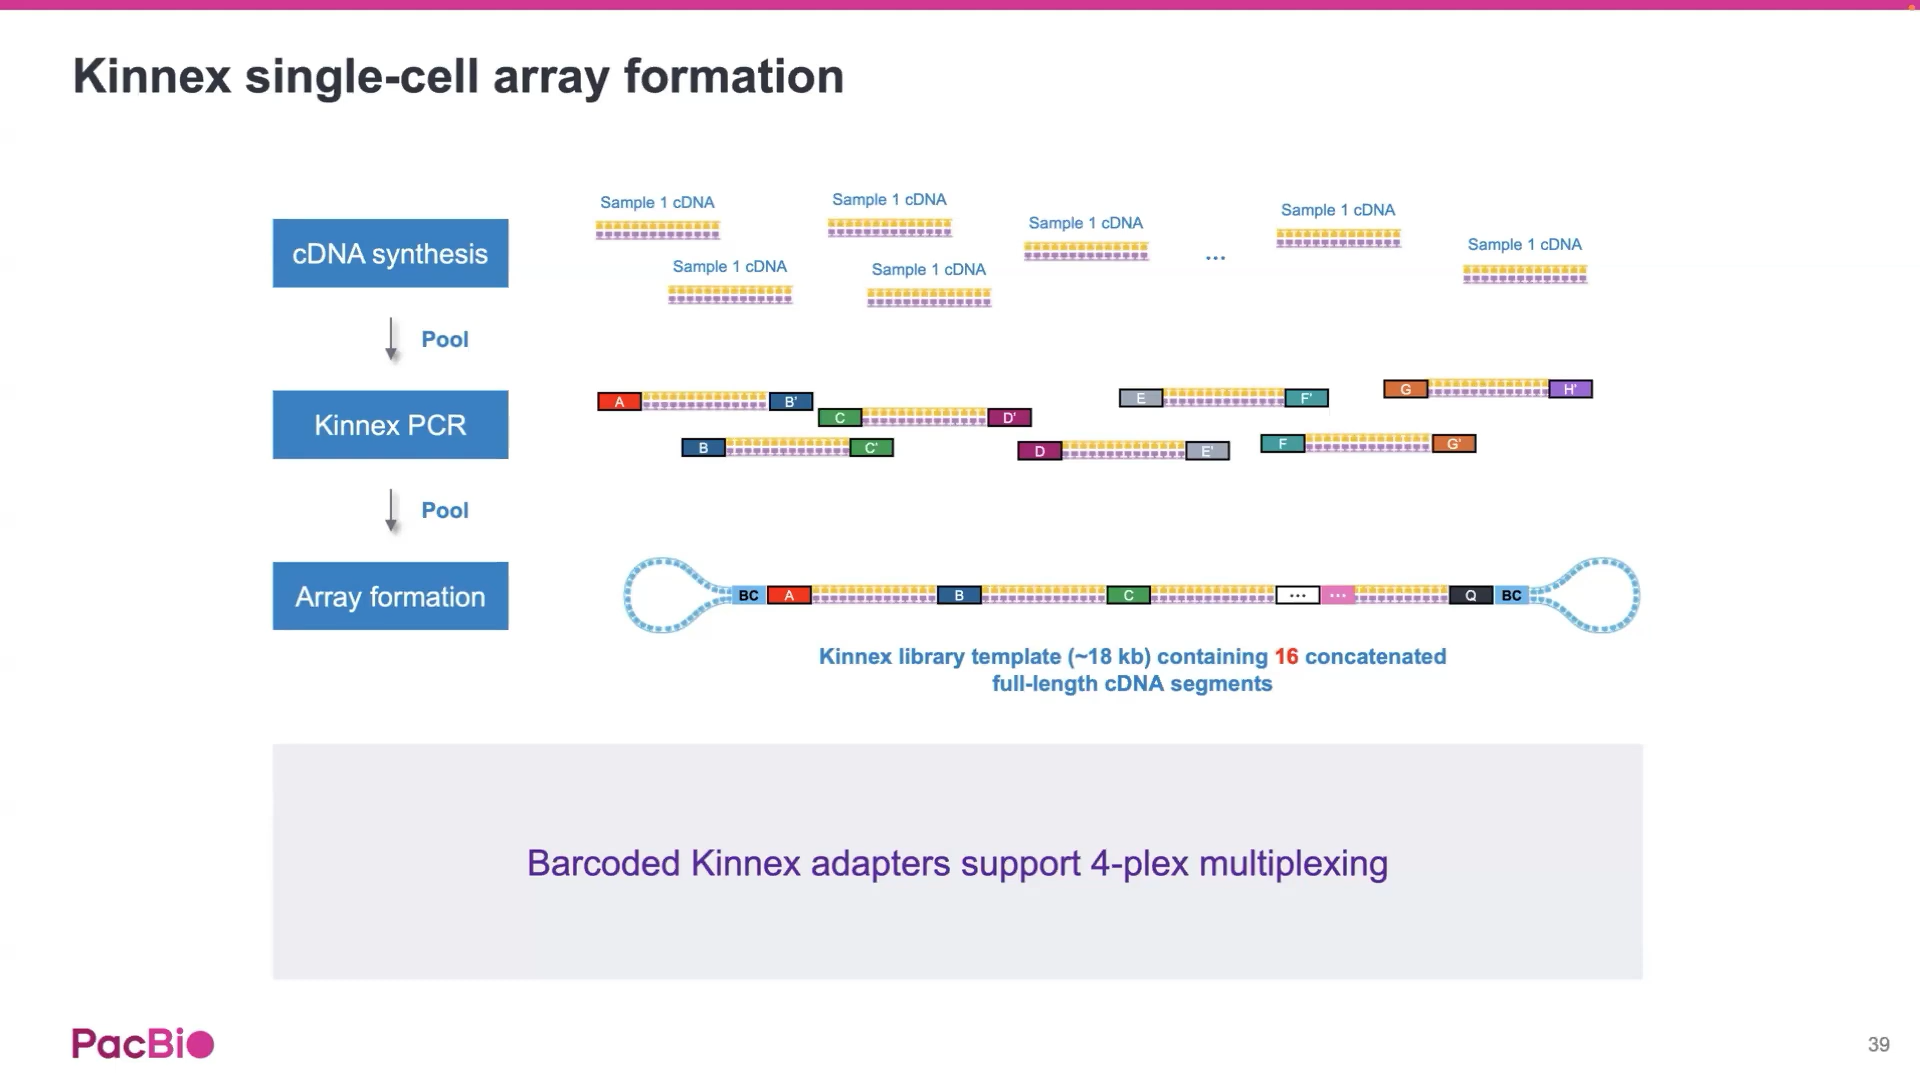 Kinnex single-cell array formation
Sample 1 cDNA
Sample 1 cDNA
Sample 1 cDNA
Sample 1 cDNA
Sample 1 cDNA
Sample 1 cDNA
Sample 1 cDNA
...
cDNA synthesis
Pool
Kinnex PCR
A B'
C D'
E F'
G H'
B C'
D E'
F G'
Pool
Array formation
BC A B C ... ... Q BC
Kinnex library template (~18 kb) containing 16 concatenated
full-length cDNA segments
Barcoded Kinnex adapters support 4-plex multiplexing
PacBio
39